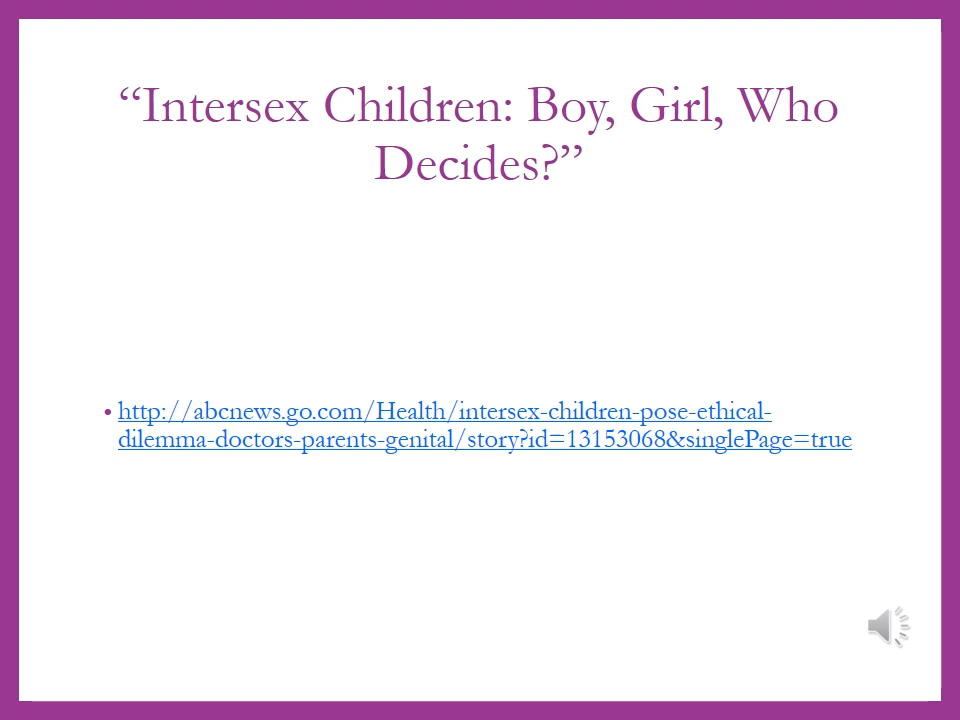 “Intersex Children: Boy, Girl, Who
Decides?”
• http://abcnews.go.com/Health/intersex-children-pose-ethical-
dilemma-doctors-parents-genital/story?id=13153068&singlePage=true